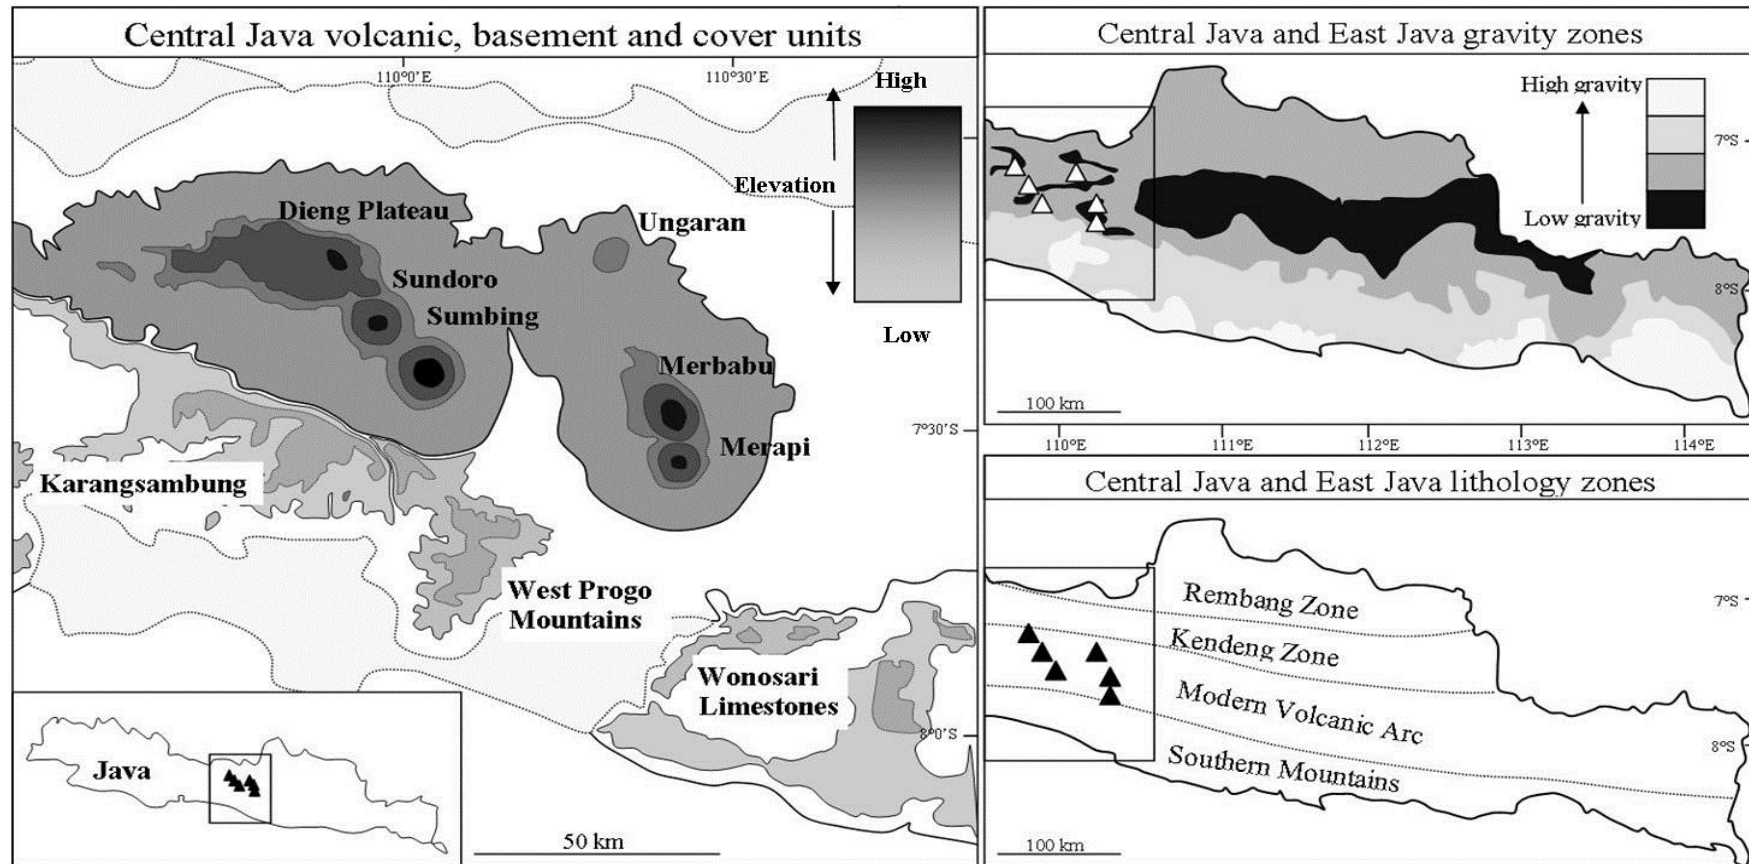 Central Java volcanic, basement and cover units
110°0'E
110°30'E
High
Elevation
Low
Dieng Plateau
Ungaran
Sundoro
Sumbing
Merbabu
Merapi
7°30'S
Karangsambung
West Progo
Mountains
Wonosari
Limestones
8°0'S
Java
50 km
Central Java and East Java gravity zones
High gravity
Low gravity
7°S
8°S
100 km
110°E
111°E
112°E
113°E
114°E
Central Java and East Java lithology zones
Rembang Zone
Kendeng Zone
Modern Volcanic Arc
Southern Mountains
7°S
8°S
100 km